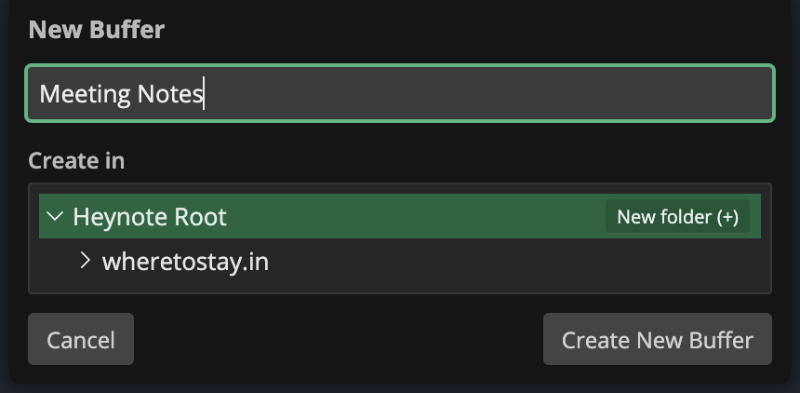 New Buffer
Meeting Notes
Create in
Heynote Root New folder (+)
wheretostay.in
Cancel Create New Buffer